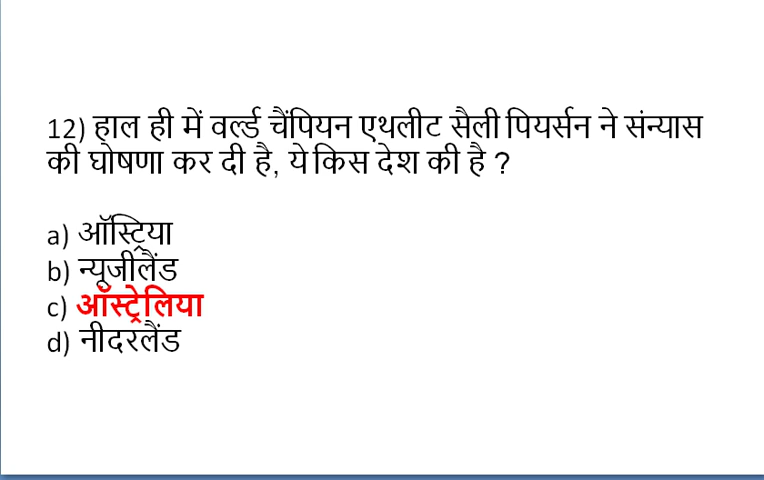 12) हाल ही में वर्ल्ड चैंपियन एथलीट सैली पियर्सन ने संन्यास
की घोषणा कर दी है, ये किस देश की है ?
a) ऑस्ट्रिया
b) न्यूजीलैंड
c) ऑस्ट्रेलिया
d) नीदरलैंड